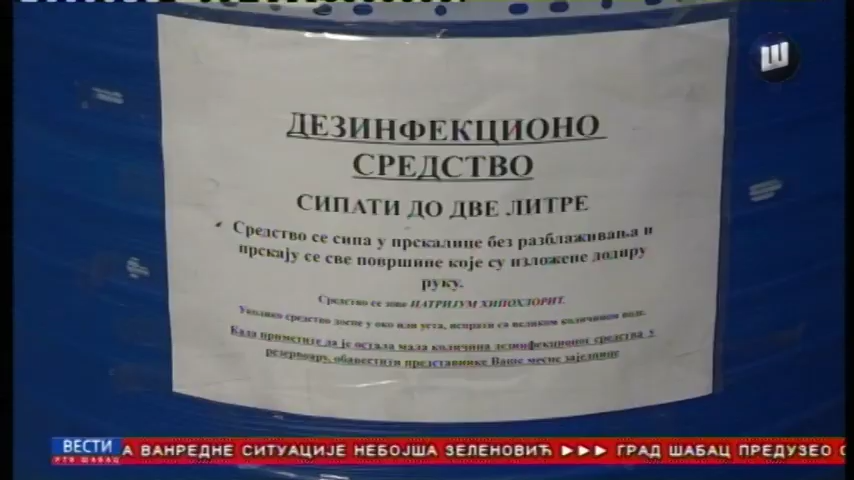 Ш
ДЕЗИНФЕКЦИОНО
СРЕДСТВО
СИПАТИ ДО ДВЕ ЛИТРЕ
Средство се сипа у прскалице без разблаживања и
прскају се све површине које су изложене додиру
руку.
Средство се зове НАТРИЈУМ ХИПОХЛОРИТ.
Уколико средство доспе у око или уста, испрати са великом количином воде.
Када приметите да је остала мала количина дезинфекционог средства у
резервоару, обавестити представнике Ваше месне заједнице
ВЕСТИ
РТВ ШАБАЦ
А ВАНРЕДНЕ СИТУАЦИЈЕ НЕБОЈША ЗЕЛЕНОВИЋ ►►► ГРАД ШАБАЦ ПРЕДУЗЕО